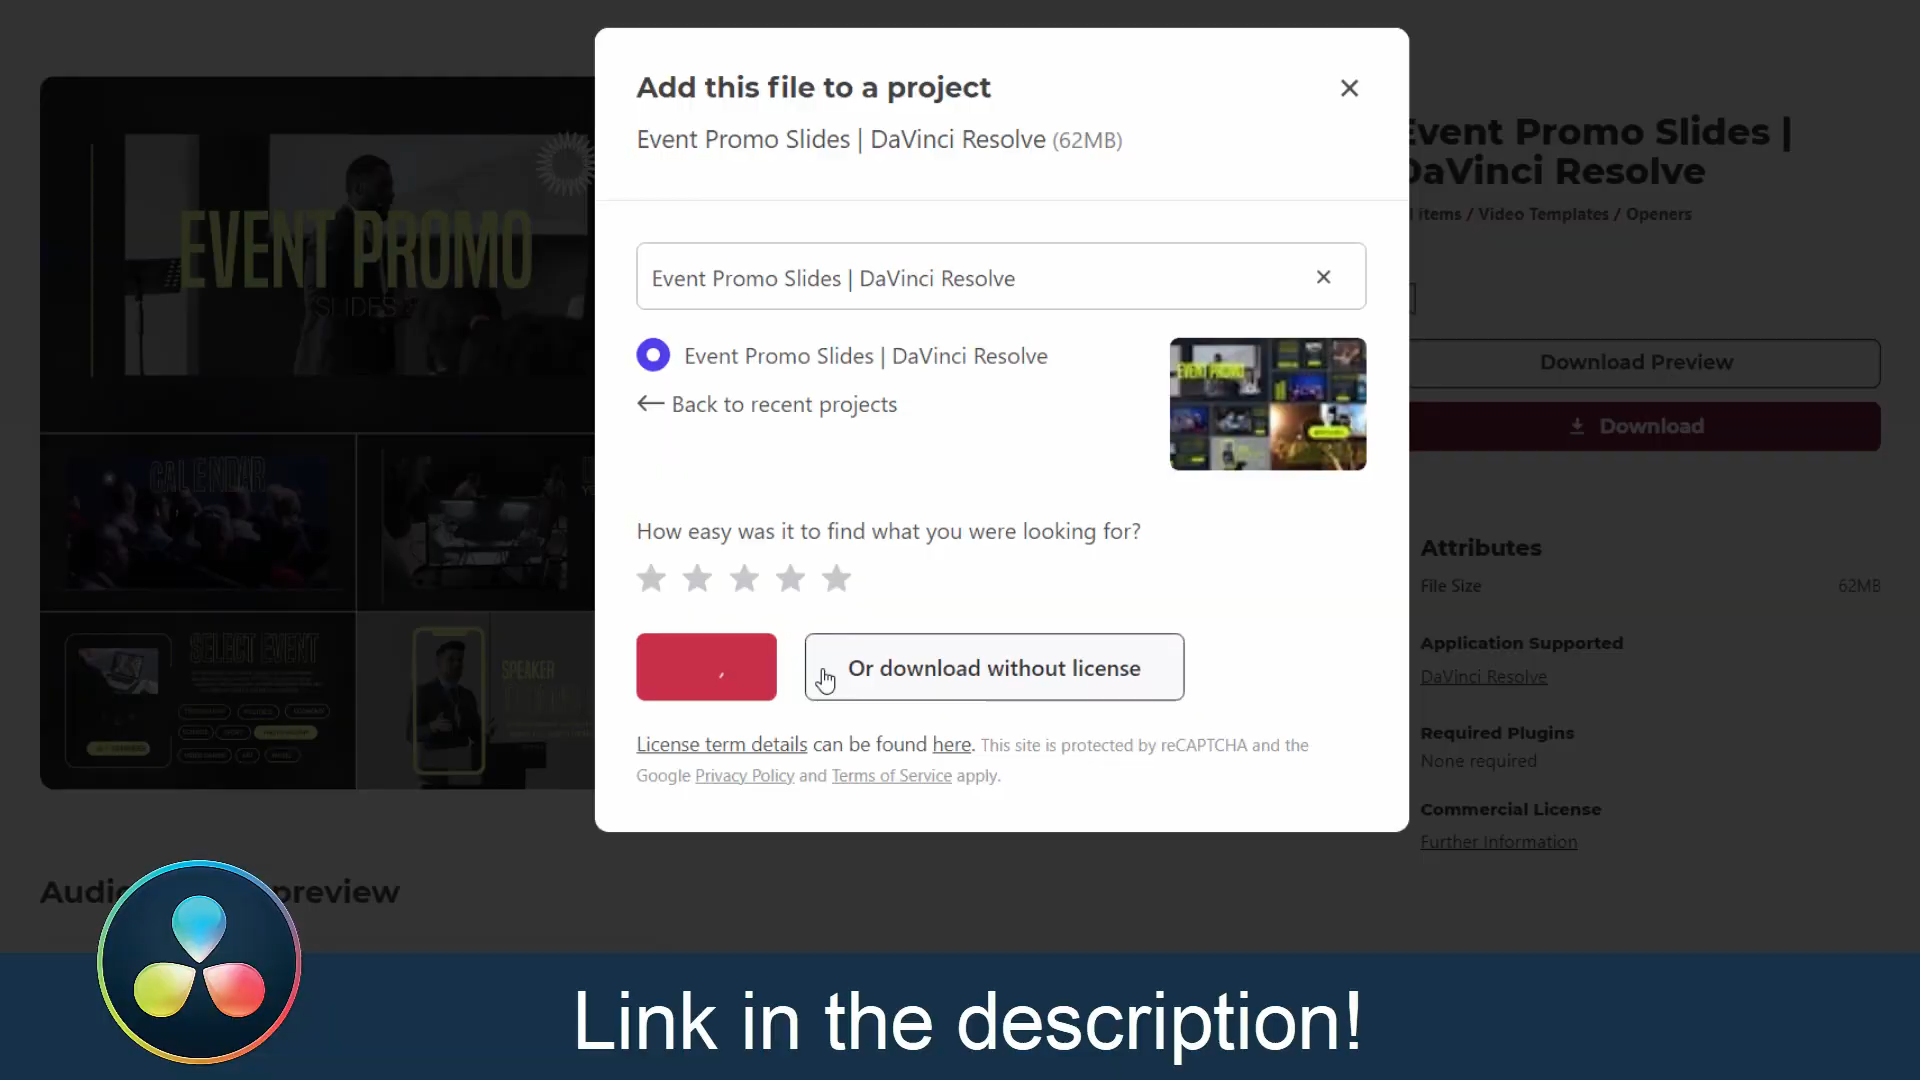 Add this file to a project
Event Promo Slides | DaVinci Resolve (62MB)
Event Promo Slides | DaVinci Resolve
Event Promo Slides | DaVinci Resolve
Back to recent projects
How easy was it to find what you were looking for?
Or download without license
License term details can be found here. This site is protected by reCAPTCHA and the
Google Privacy Policy and Terms of Service apply.
EVENT PROMO
SLIDES
CALENDAR
SELECT EVENT
SPEAKER
Event Promo Slides |
DaVinci Resolve
items / Video Templates / Openers
Download Preview
Download
Attributes
File Size 62MB
Application Supported
DaVinci Resolve
Required Plugins
None required
Commercial License
Further Information
preview
Link in the description!